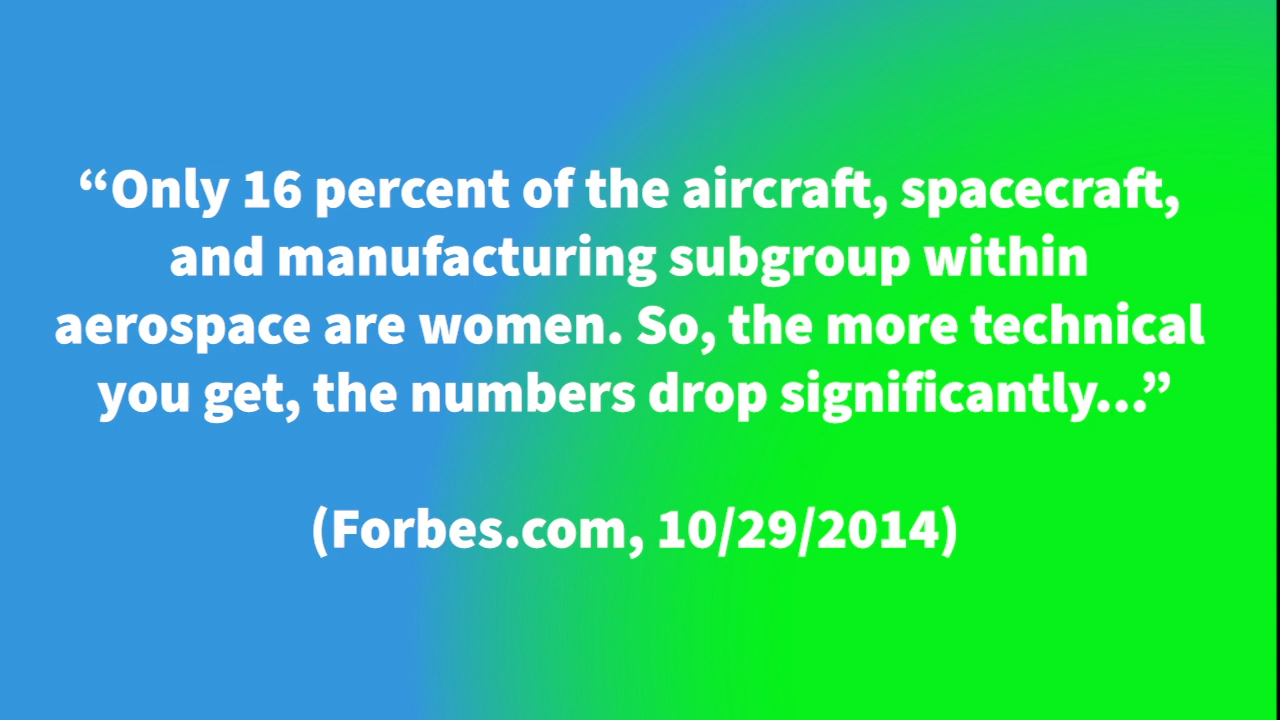 “Only 16 percent of the aircraft, spacecraft,
and manufacturing subgroup within
aerospace are women. So, the more technical
you get, the numbers drop significantly...”
(Forbes.com, 10/29/2014)